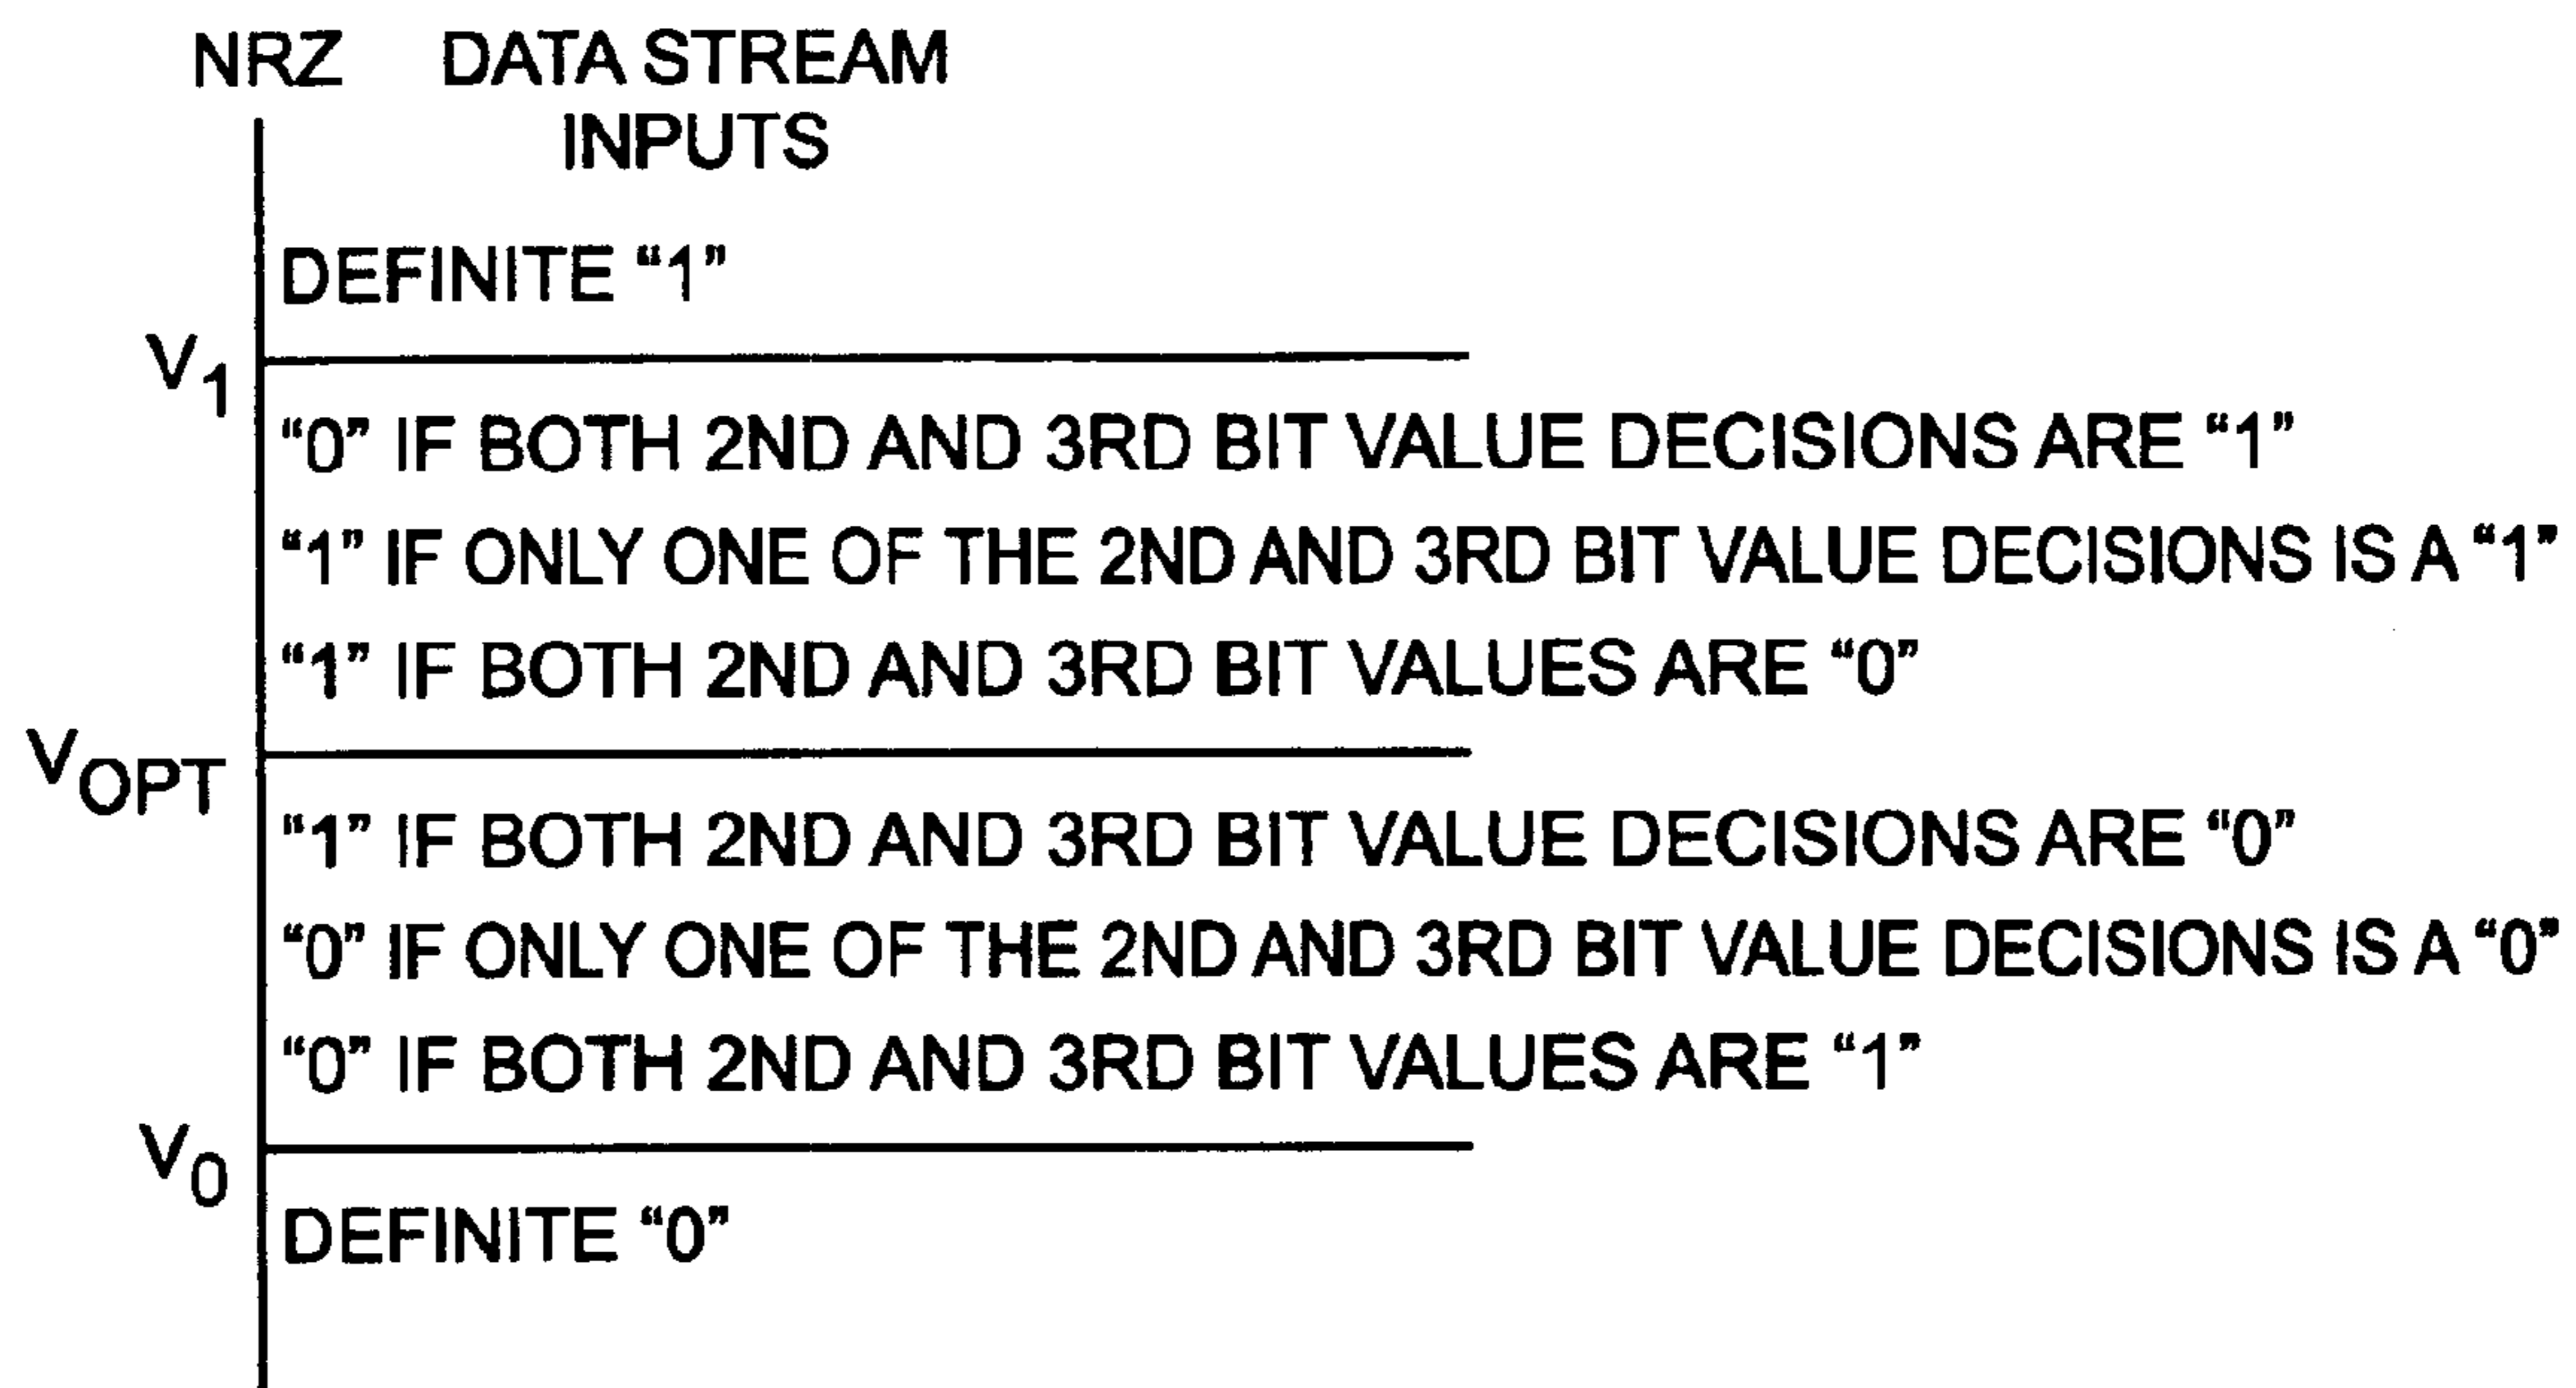 NRZ DATA STREAM
INPUTS
DEFINITE “1”
V1
“0” IF BOTH 2ND AND 3RD BIT VALUE DECISIONS ARE “1”
“1” IF ONLY ONE OF THE 2ND AND 3RD BIT VALUE DECISIONS IS A “1”
“1” IF BOTH 2ND AND 3RD BIT VALUES ARE “0”
VOPT
“1” IF BOTH 2ND AND 3RD BIT VALUE DECISIONS ARE “0”
“0” IF ONLY ONE OF THE 2ND AND 3RD BIT VALUE DECISIONS IS A “0”
“0” IF BOTH 2ND AND 3RD BIT VALUES ARE “1”
V0
DEFINITE “0”